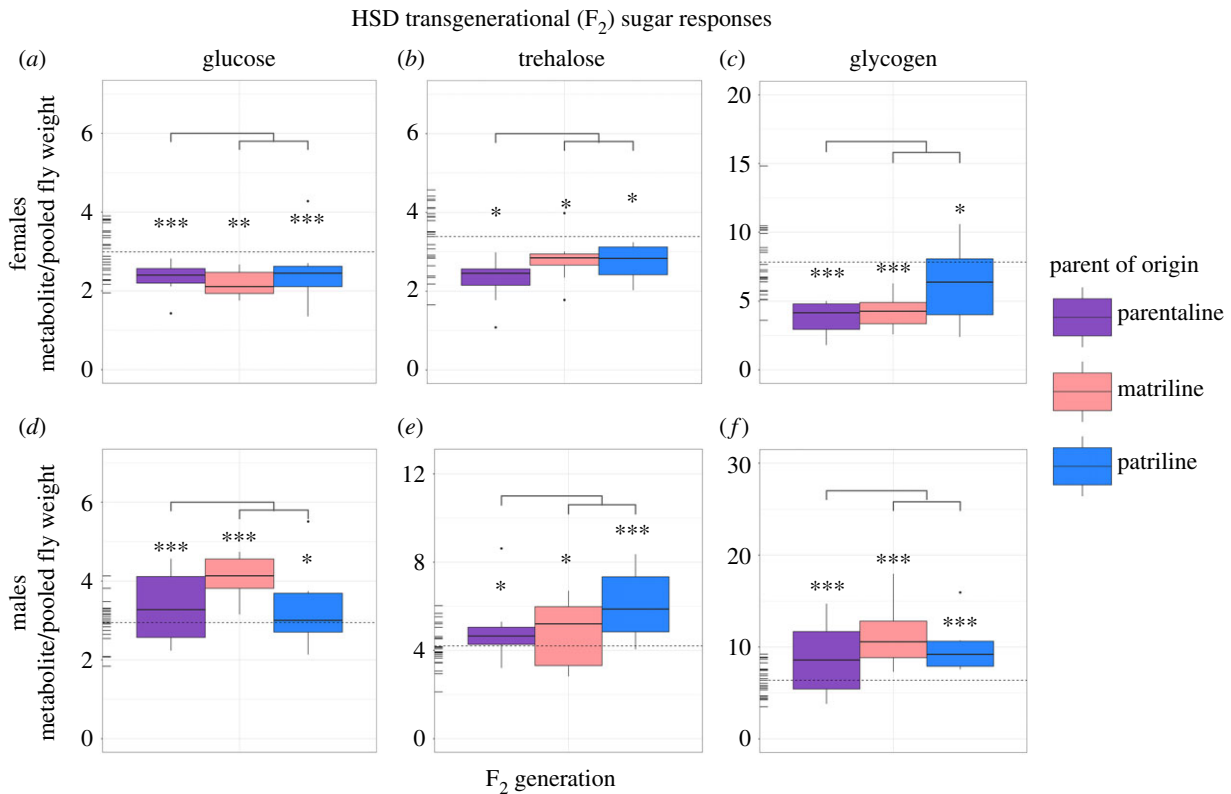 HSD transgenerational (F2) sugar responses
(a) glucose (b) trehalose (c) glycogen
females
metabolite/pooled fly weight
6
4
2
0
*** ** ***
6
4
2
0
* * *
20
15
10
5
0
*** *** *
parent of origin
parentaline
matriline
patriline
(d) (e) (f)
males
metabolite/pooled fly weight
6
4
2
0
*** *** *
12
8
4
0
* * ***
30
20
10
0
*** *** ***
F2 generation